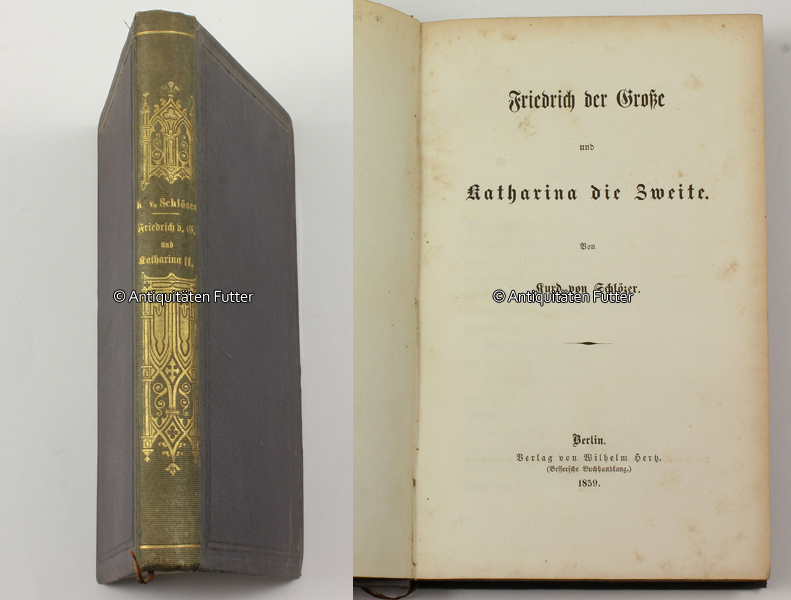 K. v. Schlözer
Friedrich d. G.
und
Katharina II.
© Antiquitäten Futter
Friedrich der Große
und
Katharina die Zweite.
Von
Kurd von Schlözer.
© Antiquitäten Futter
Berlin.
Verlag von Wilhelm Hertz.
(Bessersche Buchhandlung.)
1859.